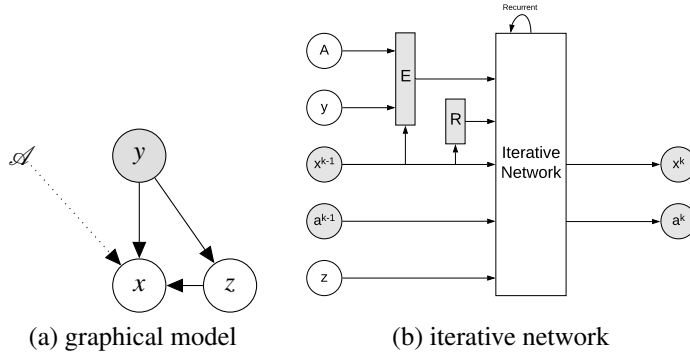 𝒜
y
x
z
(a) graphical model
Recurrent
A
y
x^{k-1}
a^{k-1}
z
E
R
Iterative
Network
x^k
a^k
(b) iterative network